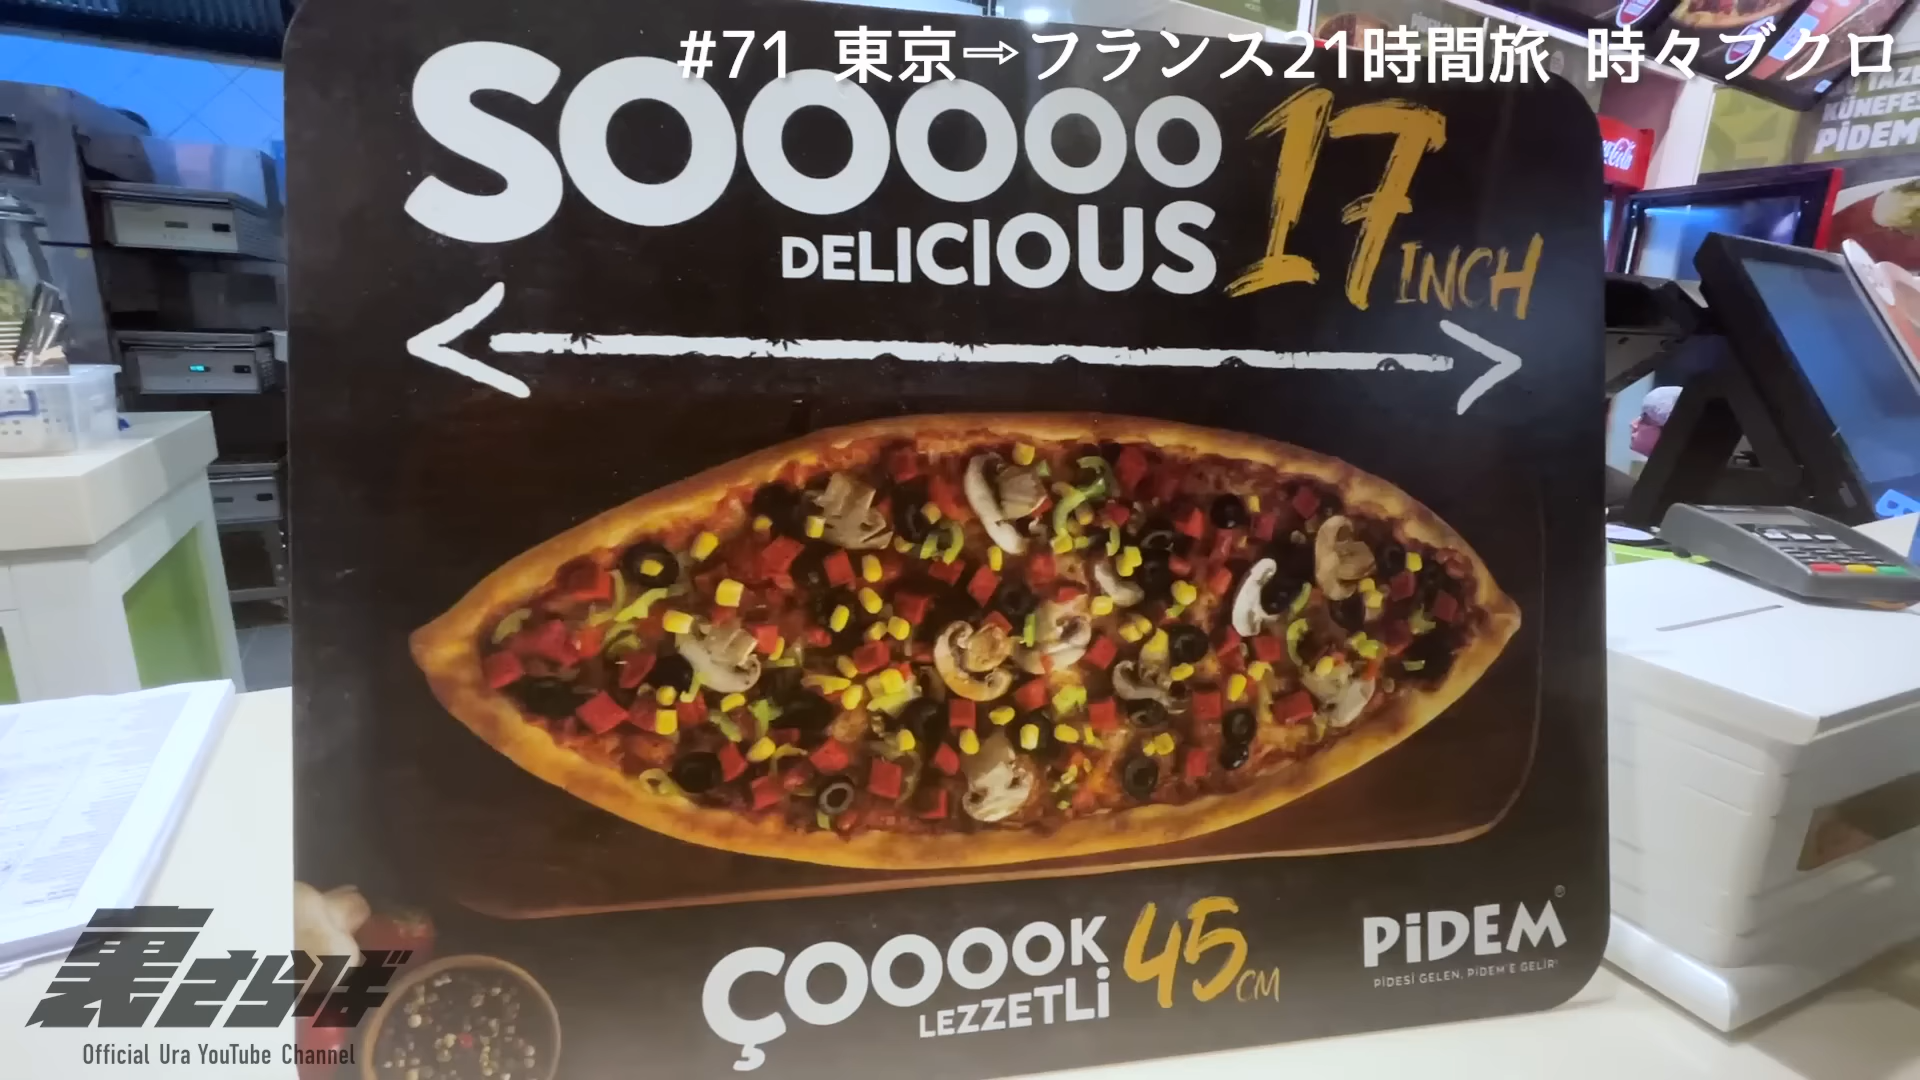 #71 東京⇨フランス21時間旅 時々ブクロ
SOOOOO
DELICIOUS
17 INCH
ÇOOOOK
LEZZETLİ
45 CM
PiDEM
PİDESİ GELEN, PİDEM'E GELİR
KÜNEFE
PİDEM
裏さらば
Official Ura YouTube Channel